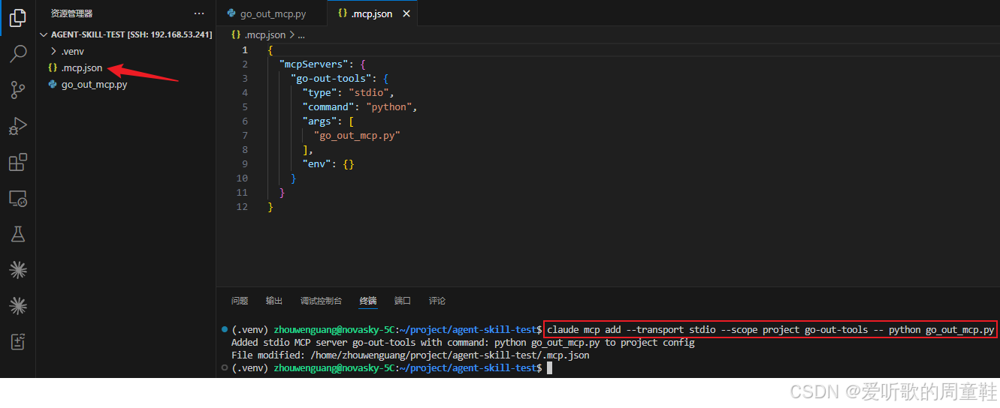 资源管理器
···
AGENT-SKILL-TEST [SSH: 192.168.53.241]
.venv
{} .mcp.json
go_out_mcp.py
go_out_mcp.py
{} .mcp.json ×
{} .mcp.json > ...
1 {
2 "mcpServers": {
3 "go-out-tools": {
4 "type": "stdio",
5 "command": "python",
6 "args": [
7 "go_out_mcp.py"
8 ],
9 "env": {}
10 }
11 }
12 }
问题 输出 调试控制台 终端 端口 评论
(.venv) zhouwenguang@novasky-5C:~/project/agent-skill-test$ claude mcp add --transport stdio --scope project go-out-tools -- python go_out_mcp.py
Added stdio MCP server go-out-tools with command: python go_out_mcp.py to project config
File modified: /home/zhouwenguang/project/agent-skill-test/.mcp.json
(.venv) zhouwenguang@novasky-5C:~/project/agent-skill-test$
CSDN @爱听歌的周童鞋